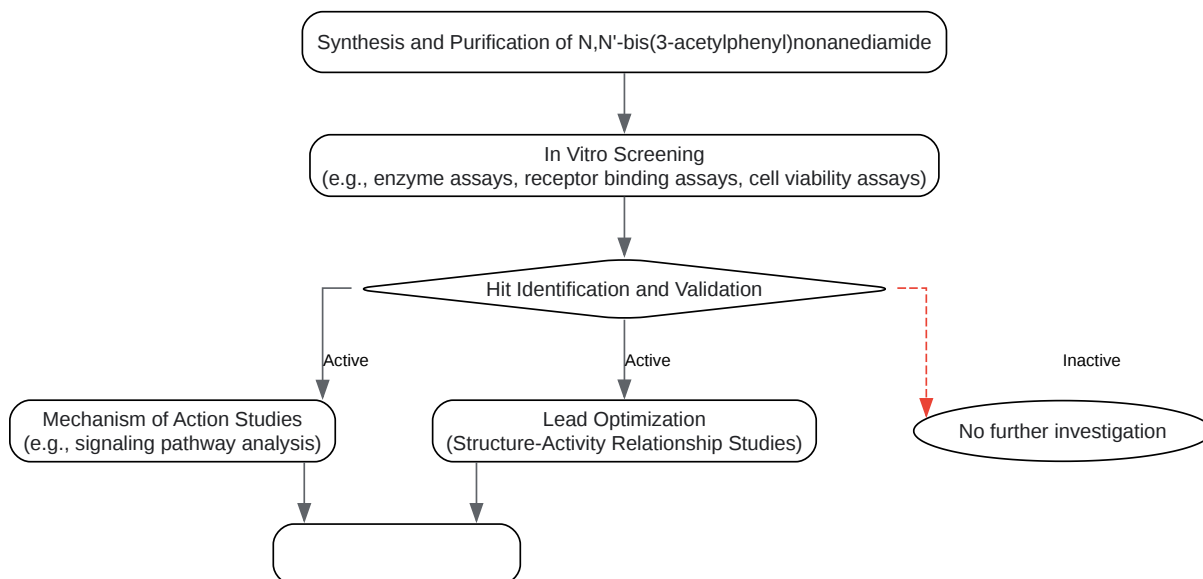 Synthesis and Purification of N,N'-bis(3-acetylphenyl)nonanediamide
In Vitro Screening
(e.g., enzyme assays, receptor binding assays, cell viability assays)
Hit Identification and Validation
Active
Active
Inactive
Mechanism of Action Studies
(e.g., signaling pathway analysis)
Lead Optimization
(Structure-Activity Relationship Studies)
No further investigation